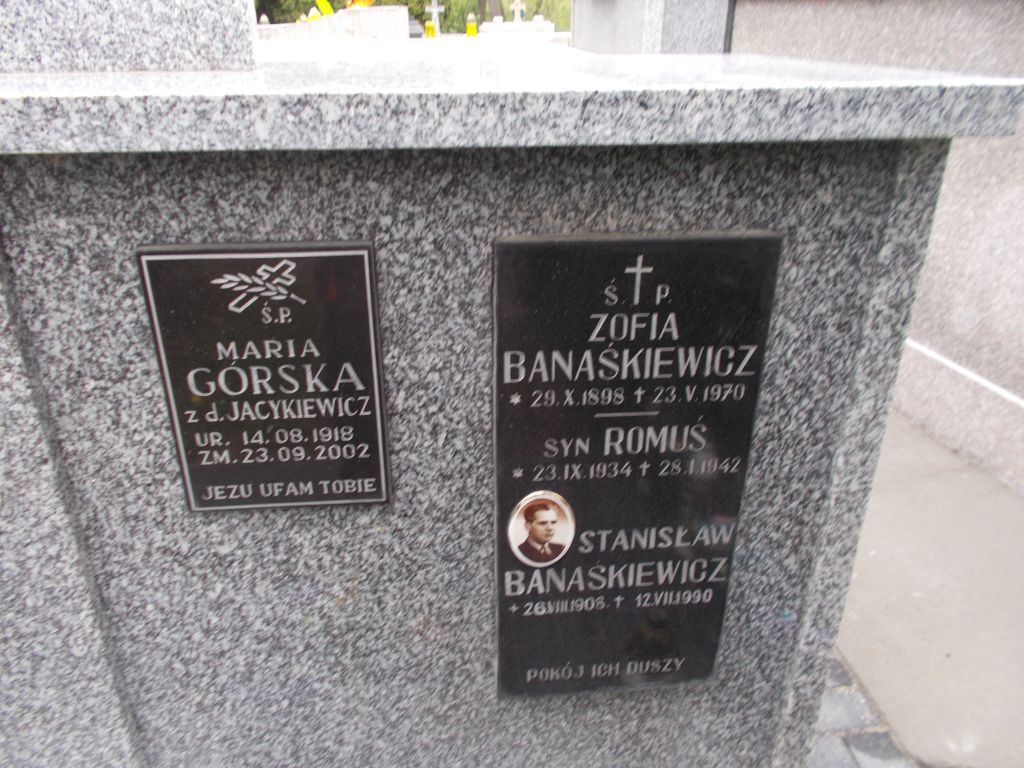 Ś.P.
MARIA
GÓRSKA
z d. JACYKIEWICZ
UR. 14.08.1918
ZM. 23.09.2002
JEZU UFAM TOBIE
Ś. P.
ZOFIA
BANAŚKIEWICZ
* 29.X.1898 † 23.V.1970
SYN ROMUŚ
* 23.IX.1934 † 28.I.1942
STANISŁAW
BANAŚKIEWICZ
* 26.VIII.1908. † 12.VII.1990
POKÓJ ICH DUSZY